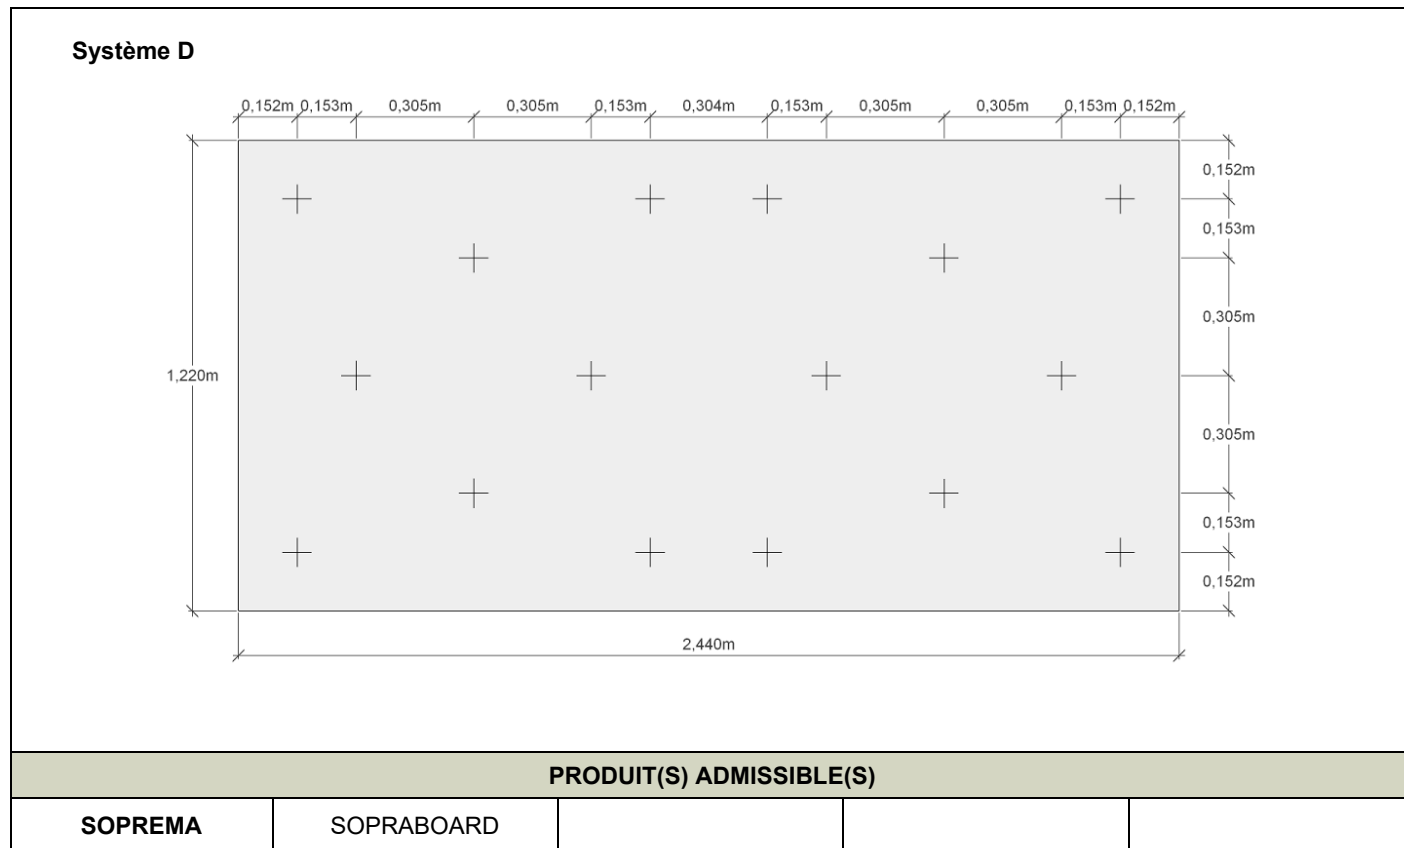 Système D
0,152m 0,153m 0,305m 0,305m 0,153m 0,304m 0,153m 0,305m 0,305m 0,153m 0,152m
0,152m
0,153m
0,305m
1,220m
0,305m
0,153m
0,152m
2,440m
PRODUIT(S) ADMISSIBLE(S)
SOPREMA SOPRABOARD